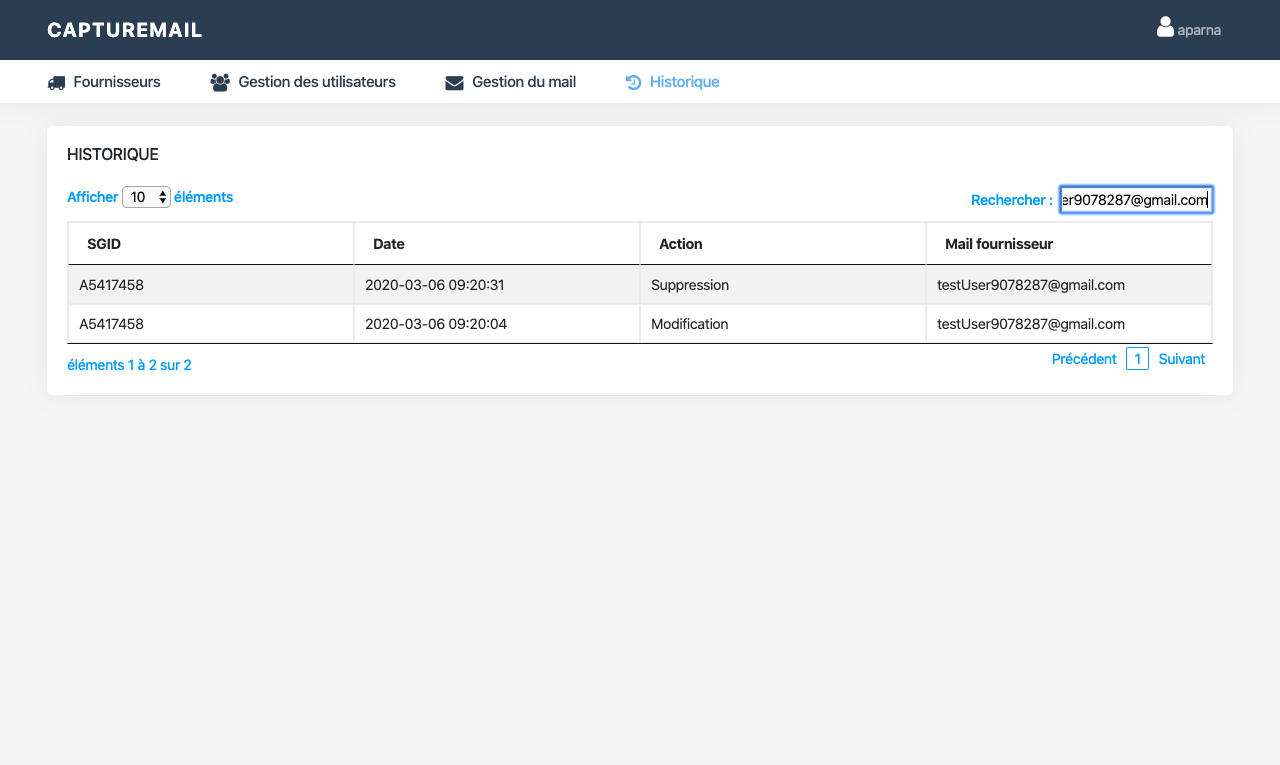 CAPTUREMAIL
aparna
Fournisseurs Gestion des utilisateurs Gestion du mail Historique
HISTORIQUE
Afficher 10 éléments
Rechercher : er9078287@gmail.com
SGID Date Action Mail fournisseur
A5417458 2020-03-06 09:20:31 Suppression testUser9078287@gmail.com
A5417458 2020-03-06 09:20:04 Modification testUser9078287@gmail.com
éléments 1 à 2 sur 2
Précédent 1 Suivant